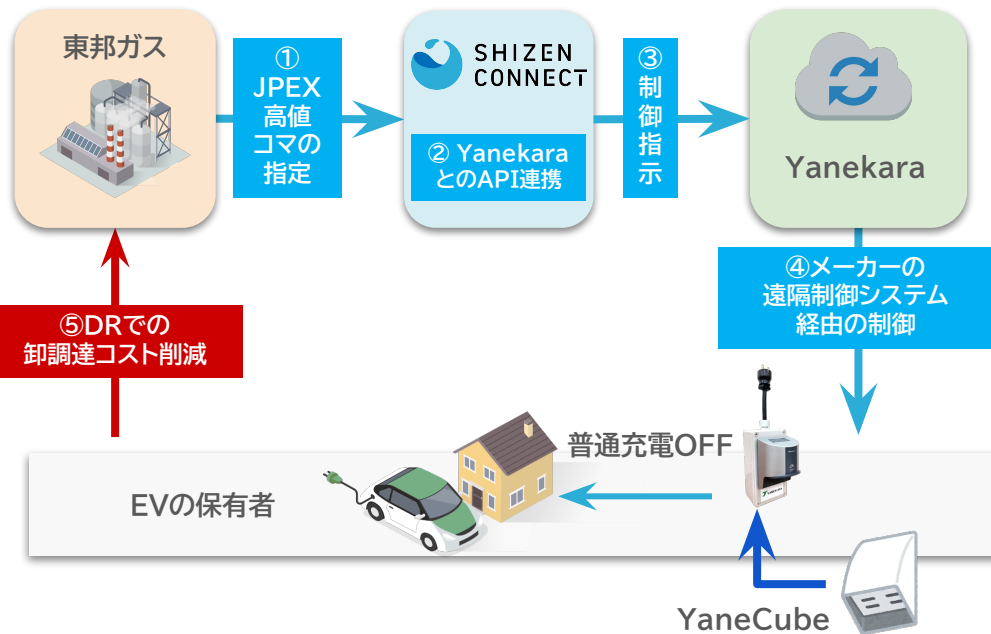 東邦ガス
①
JPEX
高値
コマの
指定
SHIZEN
CONNECT
② Yanekara
とのAPI連携
③
制
御
指
示
Yanekara
④メーカーの
遠隔制御システム
経由の制御
⑤DRでの
卸調達コスト削減
普通充電OFF
EVの保有者
YaneCube